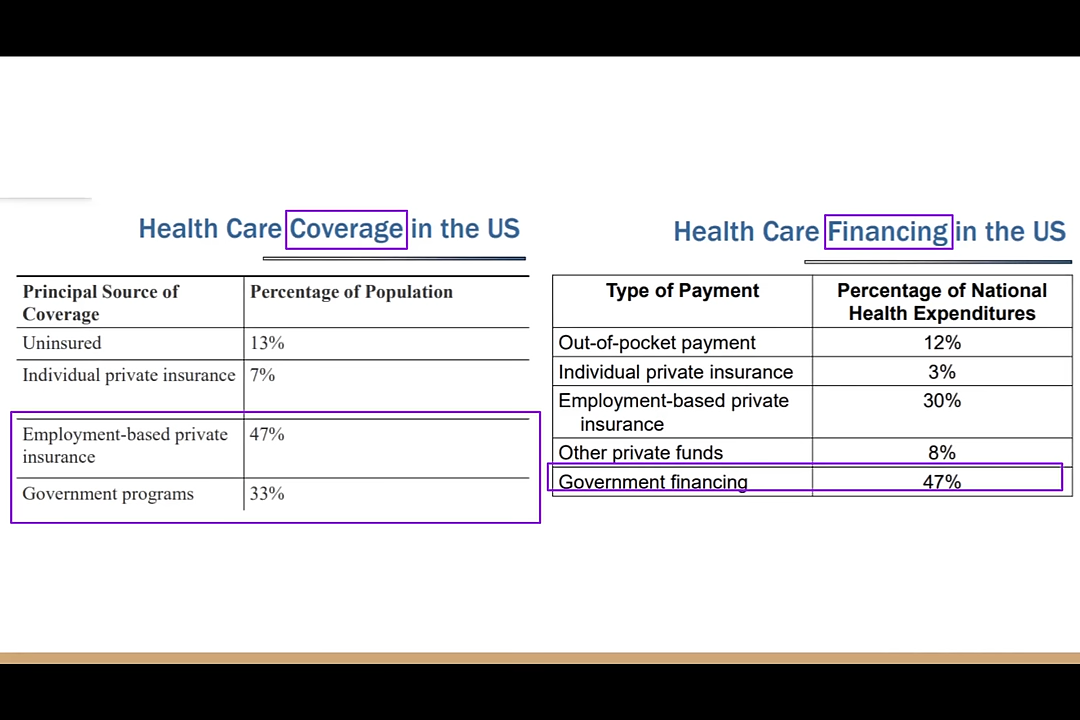 Health Care Coverage in the US
Principal Source of Percentage of Population
Coverage
Uninsured 13%
Individual private insurance 7%
Employment-based private 47%
insurance
Government programs 33%
Health Care Financing in the US
Type of Payment Percentage of National
Health Expenditures
Out-of-pocket payment 12%
Individual private insurance 3%
Employment-based private 30%
insurance
Other private funds 8%
Government financing 47%